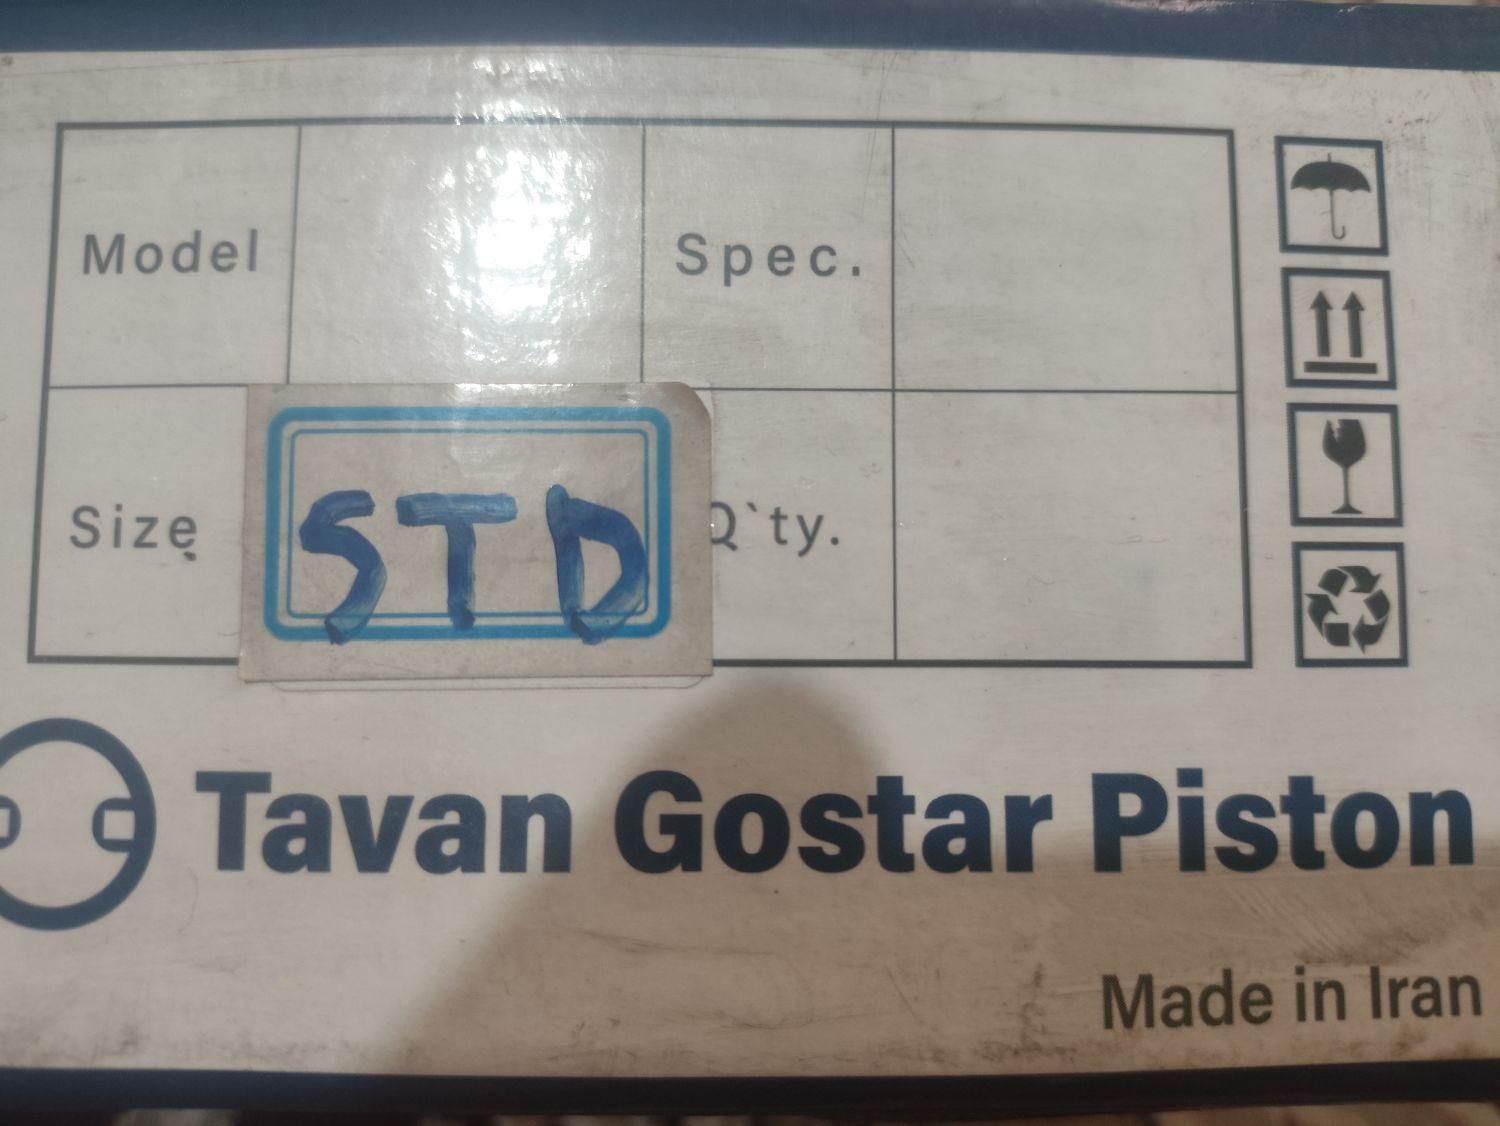 Model Spec.
Size STD Q`ty.
Tavan Gostar Piston
Made in Iran